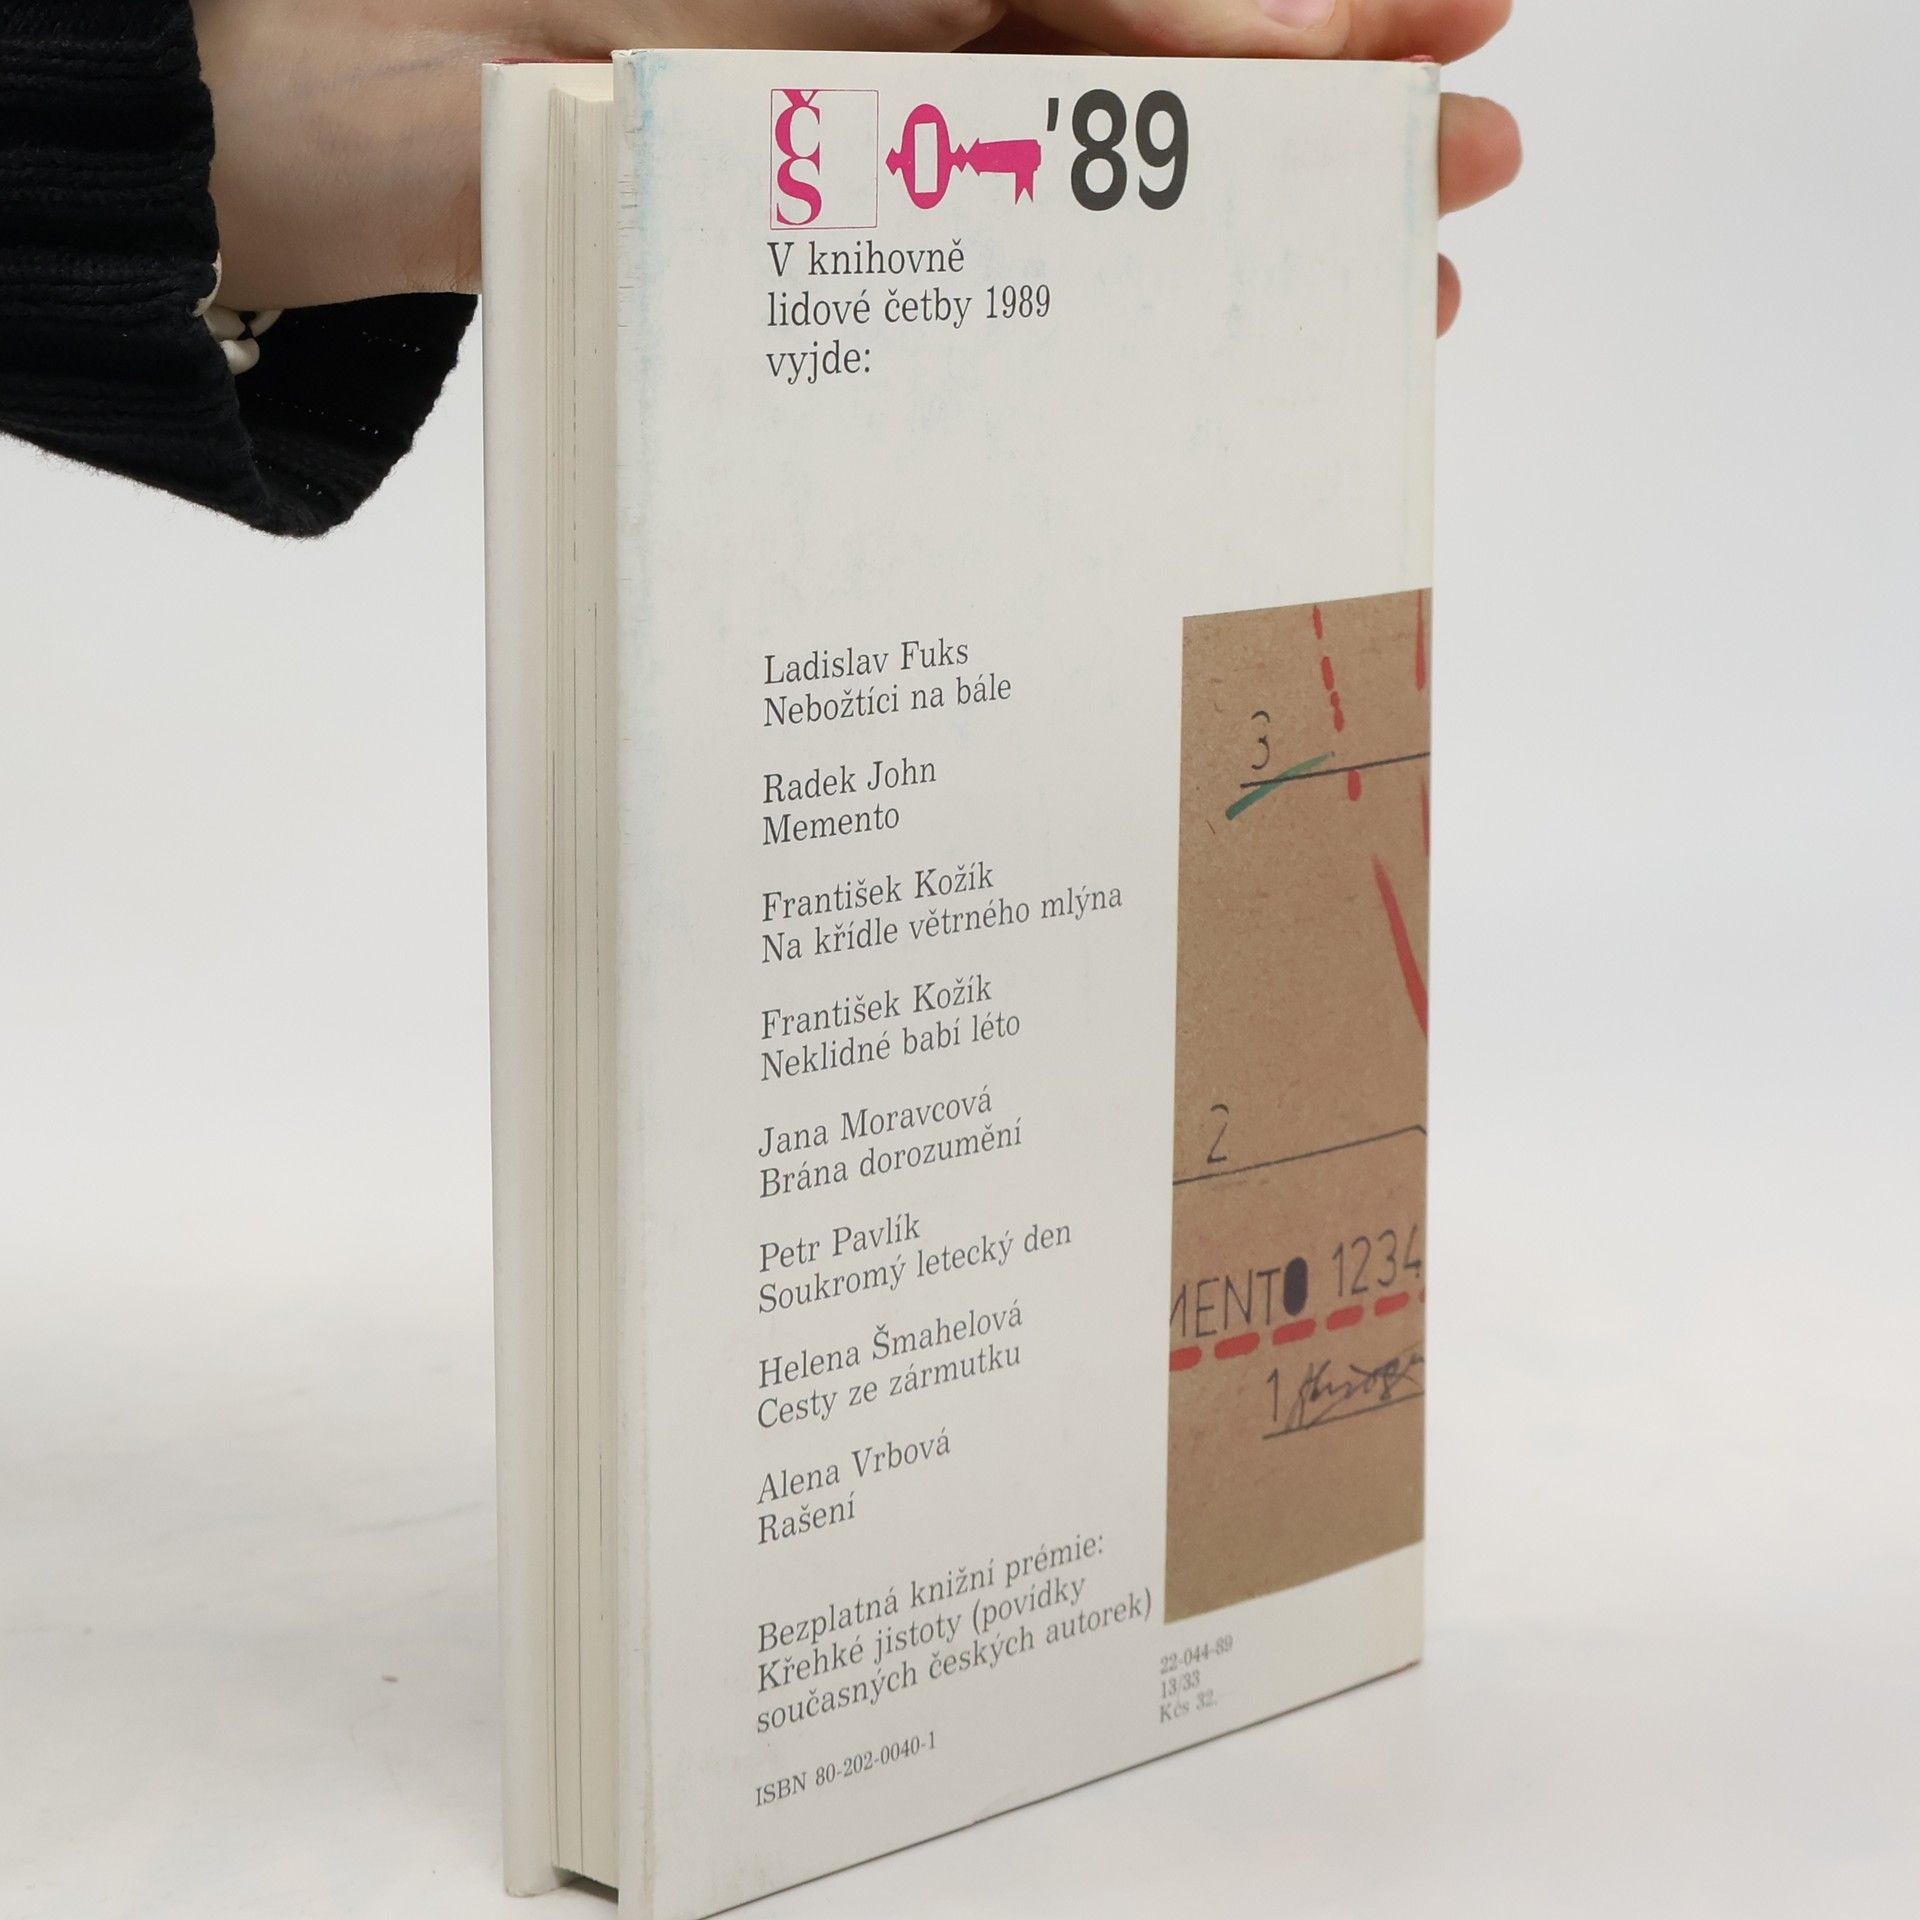 ČS '89
V knihovně
lidové četby 1989
vyjde:
Ladislav Fuks
Nebožtíci na bále
Radek John
Memento
František Kožík
Na křídle větrného mlýna
František Kožík
Neklidné babí léto
Jana Moravcová
Brána dorozumění
Petr Pavlík
Soukromý letecký den
Helena Šmahelová
Cesty ze zármutku
Alena Vrbová
Rašení
Bezplatná knižní prémie:
Křehké jistoty (povídky
současných českých autorek)
ISBN 80-202-0040-1
22-044-89
13/33
Kčs 32,
3
2
MENTO 1234
1